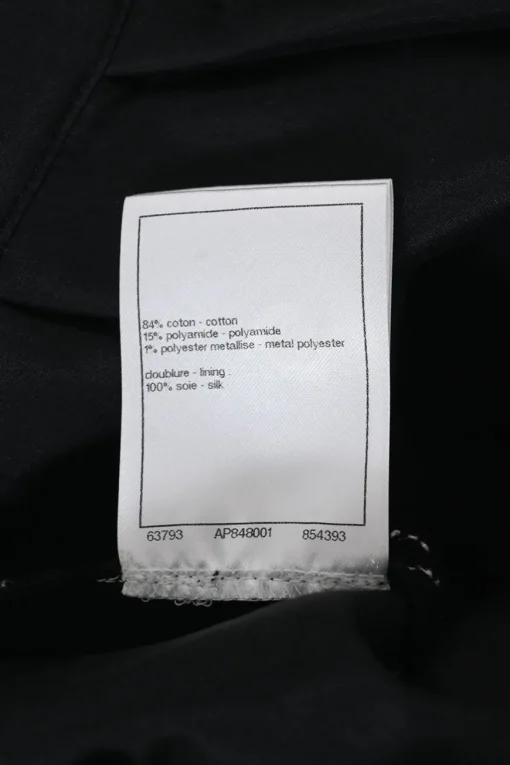 84% coton - cotton
15% polyamide - polyamide
1% polyester metallise - metal polyester
doublure - lining :
100% soie - silk
63793 AP848001 854393